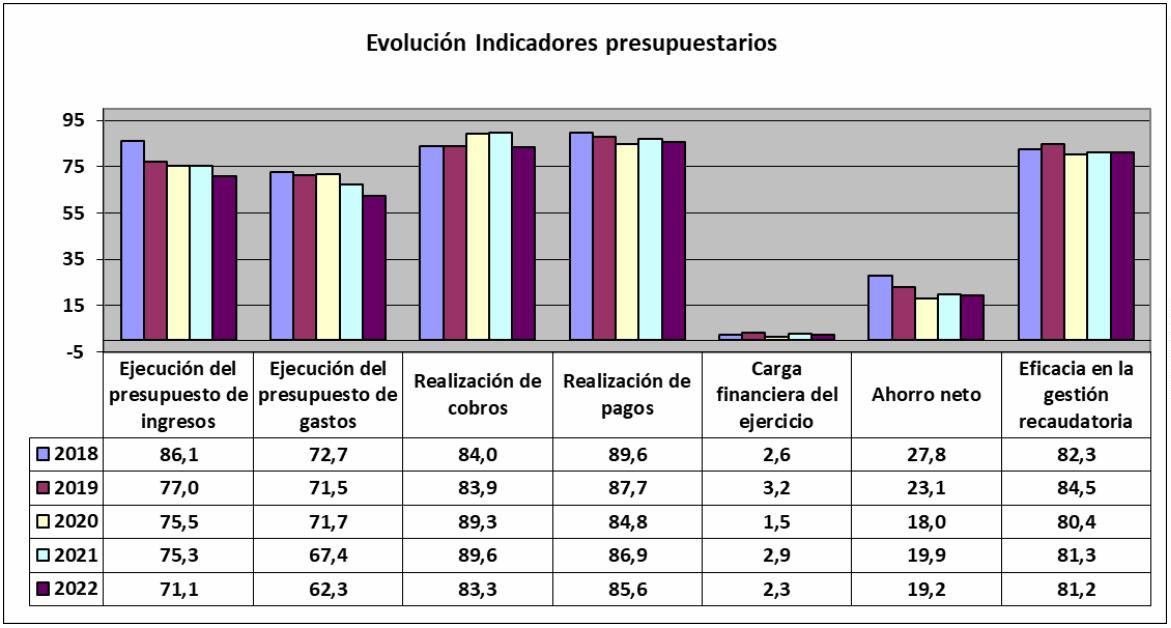 Evolución Indicadores presupuestarios
95
75
55
35
15
-5
Ejecución del presupuesto de ingresos
Ejecución del presupuesto de gastos
Realización de cobros
Realización de pagos
Carga financiera del ejercicio
Ahorro neto
Eficacia en la gestión recaudatoria
2018 86,1 72,7 84,0 89,6 2,6 27,8 82,3
2019 77,0 71,5 83,9 87,7 3,2 23,1 84,5
2020 75,5 71,7 89,3 84,8 1,5 18,0 80,4
2021 75,3 67,4 89,6 86,9 2,9 19,9 81,3
2022 71,1 62,3 83,3 85,6 2,3 19,2 81,2